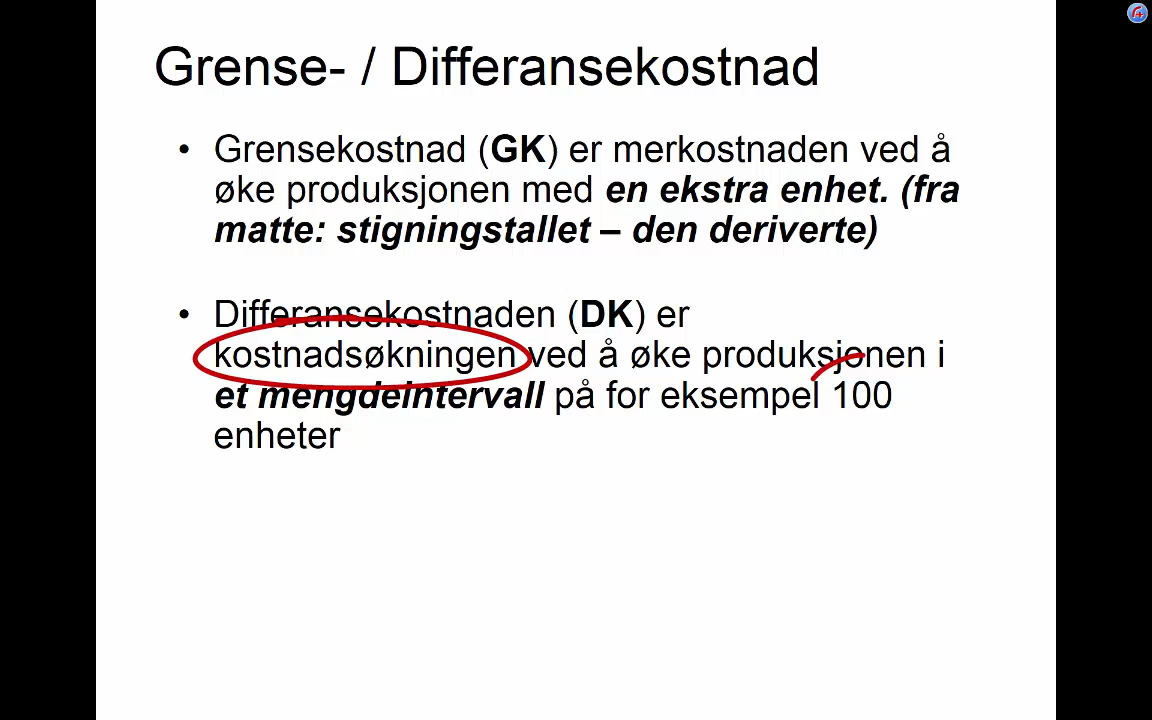 Grense- / Differansekostnad
• Grensekostnad (GK) er merkostnaden ved å
øke produksjonen med en ekstra enhet. (fra
matte: stigningstallet – den deriverte)
• Differansekostnaden (DK) er
kostnadsøkningen ved å øke produksjonen i
et mengdeintervall på for eksempel 100
enheter